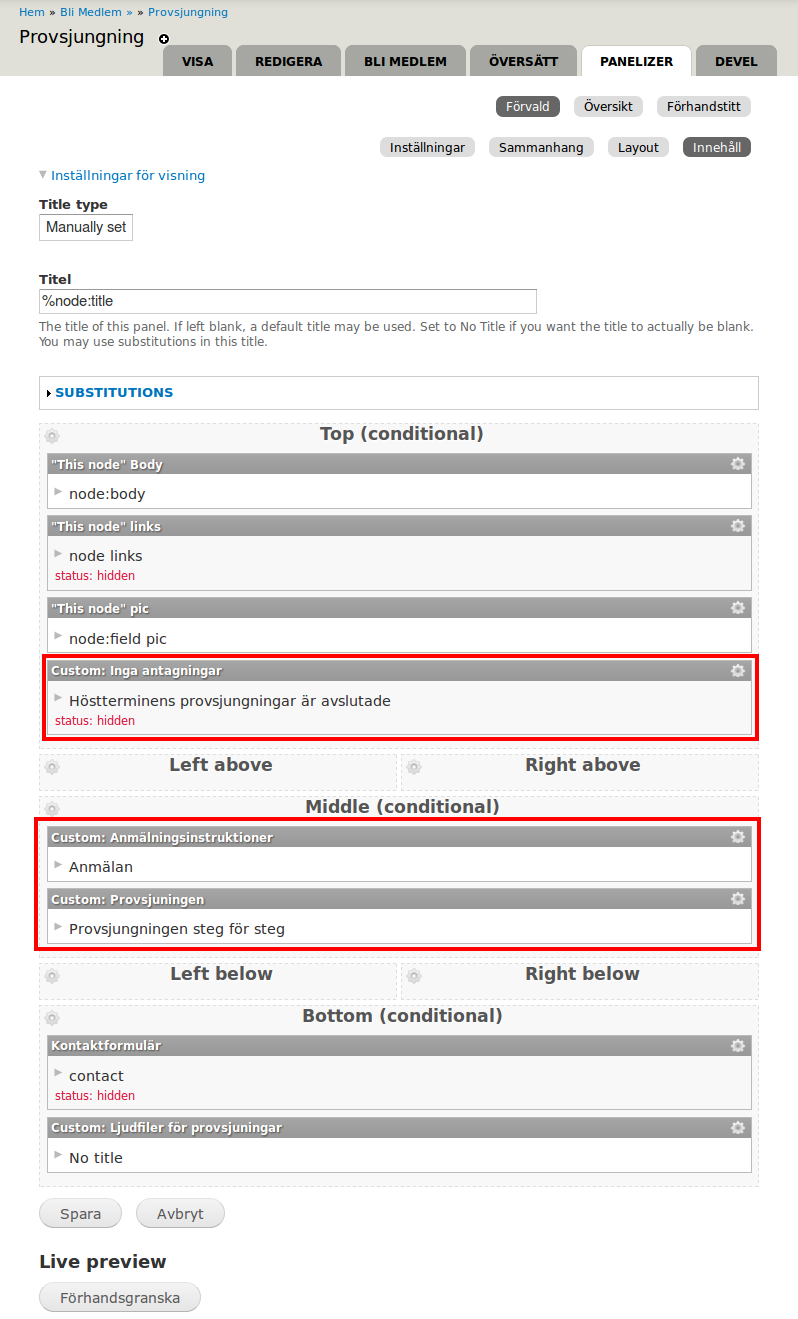 Hem » Bli Medlem » » Provsjungning
Provsjungning
VISA REDIGERA BLI MEDLEM ÖVERSÄTT PANELIZER DEVEL
Förvald Översikt Förhandstitt
Inställningar Sammanhang Layout Innehåll
Inställningar för visning
Title type
Manually set
Titel
%node:title
The title of this panel. If left blank, a default title may be used. Set to No Title if you want the title to actually be blank.
You may use substitutions in this title.
SUBSTITUTIONS
Top (conditional)
"This node" Body
node:body
"This node" links
node links
status: hidden
"This node" pic
node:field pic
Custom: Inga antagningar
Höstterminens provsjungningar är avslutade
status: hidden
Left above Right above
Middle (conditional)
Custom: Anmälningsinstruktioner
Anmälan
Custom: Provsjuningen
Provsjungningen steg för steg
Left below Right below
Bottom (conditional)
Kontaktformulär
contact
status: hidden
Custom: Ljudfiler för provsjuningar
No title
Spara Avbryt
Live preview
Förhandsgranska